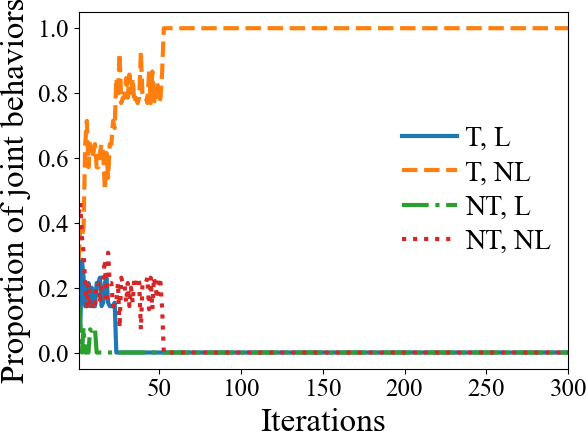 Proportion of joint behaviors
1.0
0.8
0.6
0.4
0.2
0.0
T, L
T, NL
NT, L
NT, NL
50 100 150 200 250 300
Iterations